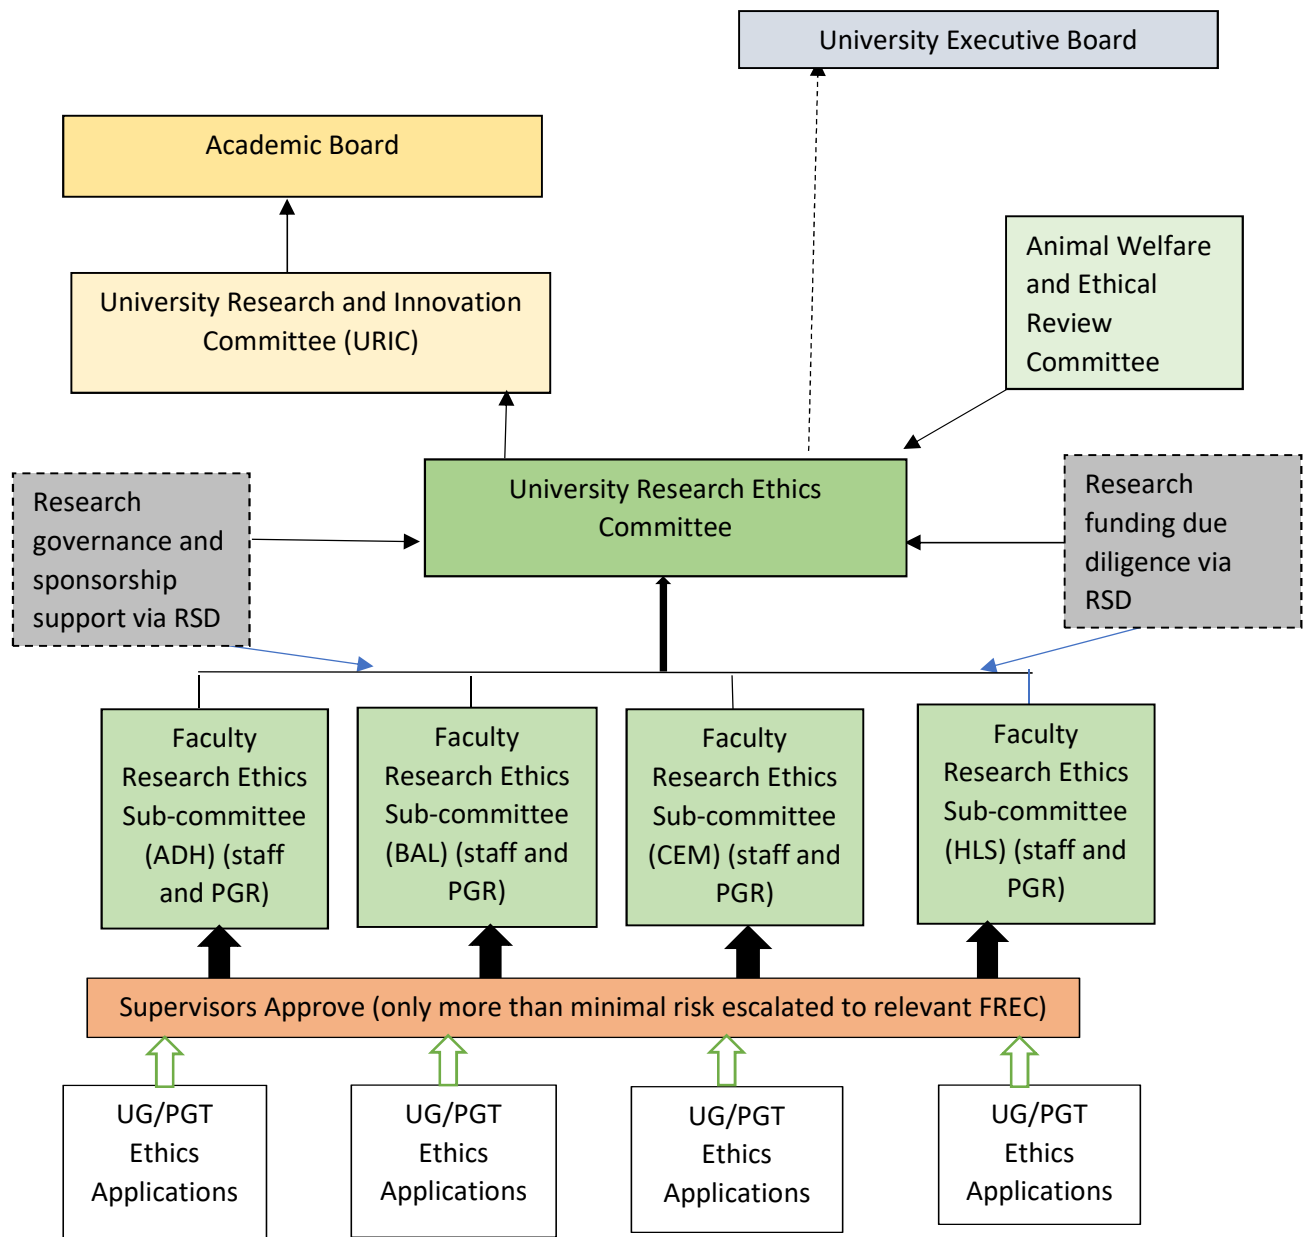 University Executive Board
Academic Board
University Research and Innovation
Committee (URIC)
Animal Welfare
and Ethical
Review
Committee
University Research Ethics
Committee
Research
governance and
sponsorship
support via RSD
Research
funding due
diligence via
RSD
Faculty
Research Ethics
Sub-committee
(ADH) (staff
and PGR)
Faculty
Research Ethics
Sub-committee
(BAL) (staff and
PGR)
Faculty
Research Ethics
Sub-committee
(CEM) (staff and
PGR)
Faculty
Research Ethics
Sub-committee
(HLS) (staff and
PGR)
Supervisors Approve (only more than minimal risk escalated to relevant FREC)
UG/PGT
Ethics
Applications
UG/PGT
Ethics
Applications
UG/PGT
Ethics
Applications
UG/PGT
Ethics
Applications